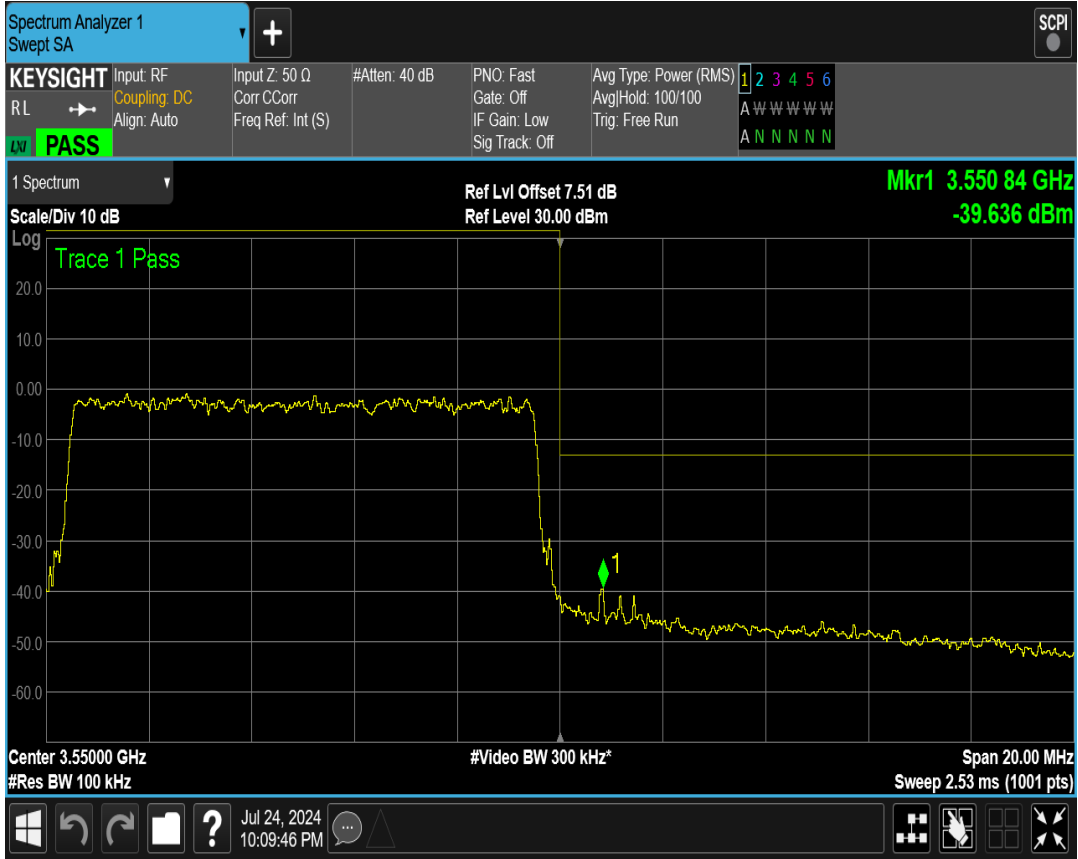 Spectrum Analyzer 1
Swept SA
SCPI
KEYSIGHT
RL
LXI PASS
Input: RF
Coupling: DC
Align: Auto
Input Z: 50 Ω
Corr CCorr
Freq Ref: Int (S)
#Atten: 40 dB
PNO: Fast
Gate: Off
IF Gain: Low
Sig Track: Off
Avg Type: Power (RMS)
Avg|Hold: 100/100
Trig: Free Run
1 2 3 4 5 6
A W W W W W
A N N N N N
1 Spectrum
Scale/Div 10 dB
Ref Lvl Offset 7.51 dB
Ref Level 30.00 dBm
Mkr1 3.550 84 GHz
-39.636 dBm
Log
Trace 1 Pass
20.0
10.0
0.00
-10.0
-20.0
-30.0
-40.0
-50.0
-60.0
1
Center 3.55000 GHz
#Res BW 100 kHz
#Video BW 300 kHz*
Span 20.00 MHz
Sweep 2.53 ms (1001 pts)
?
Jul 24, 2024
10:09:46 PM